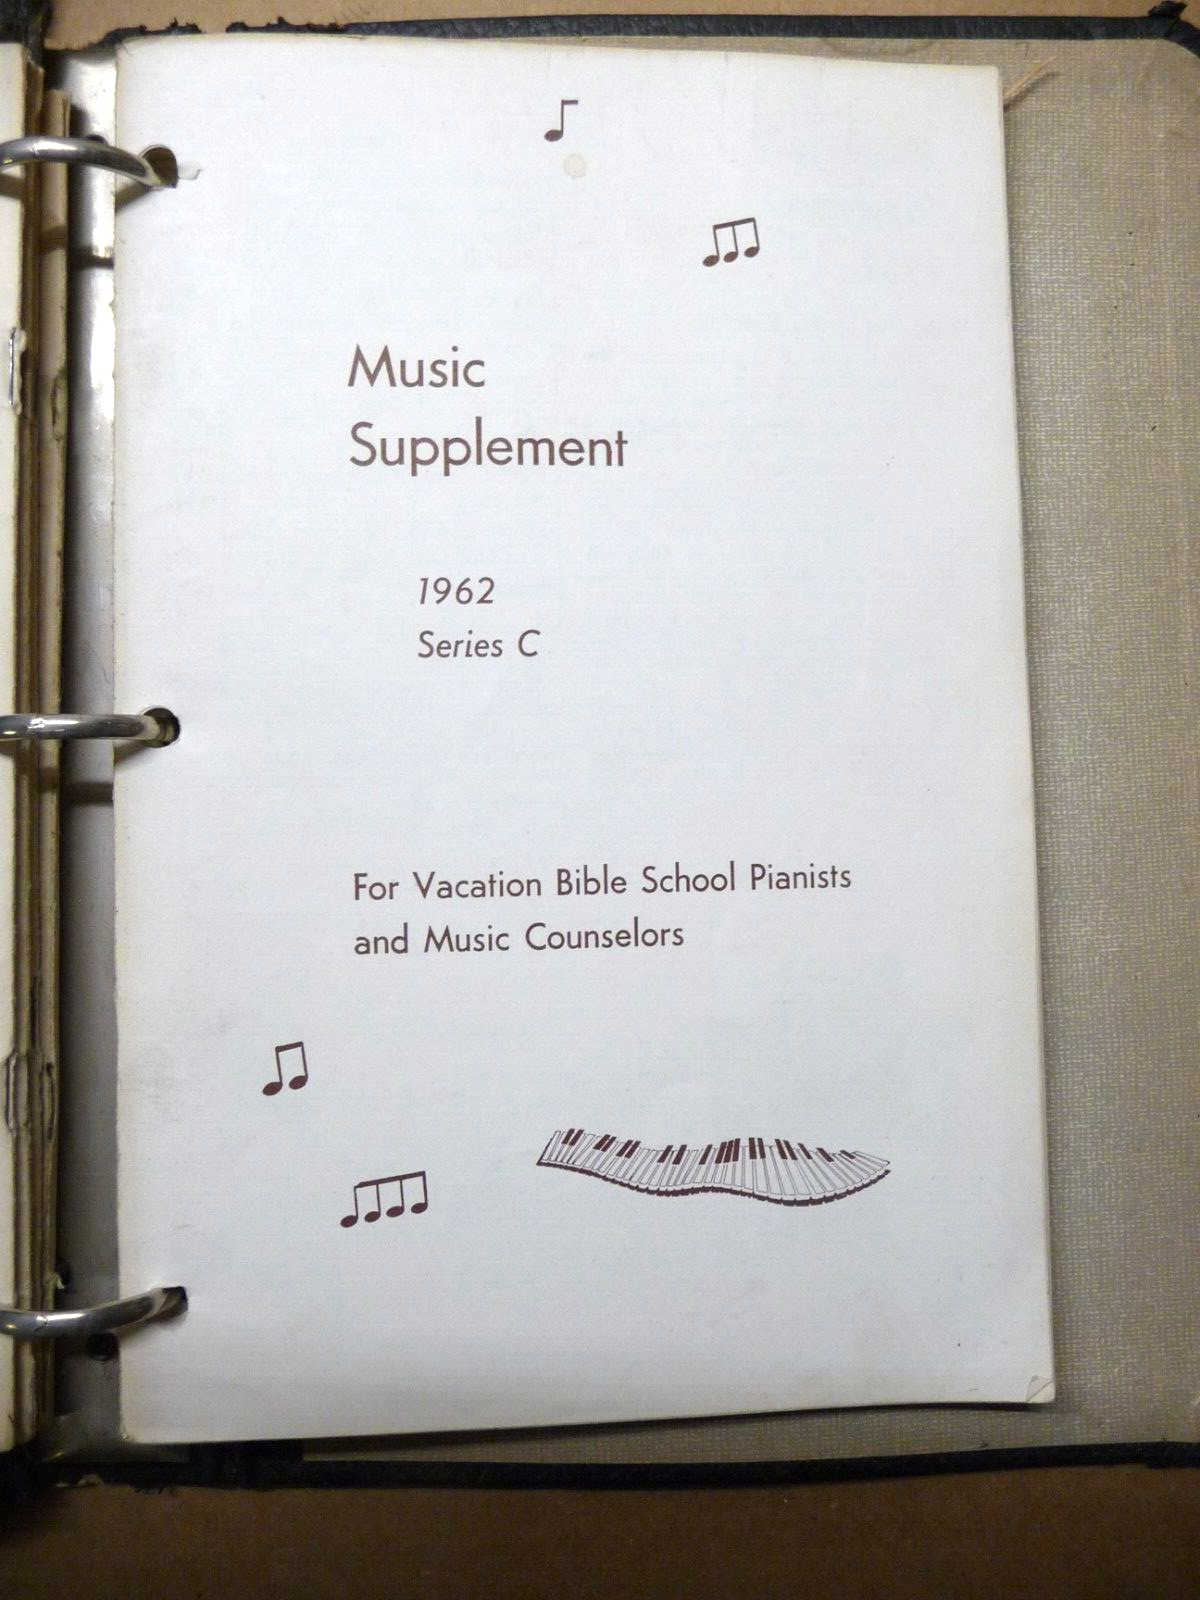 Music
Supplement
1962
Series C
For Vacation Bible School Pianists
and Music Counselors